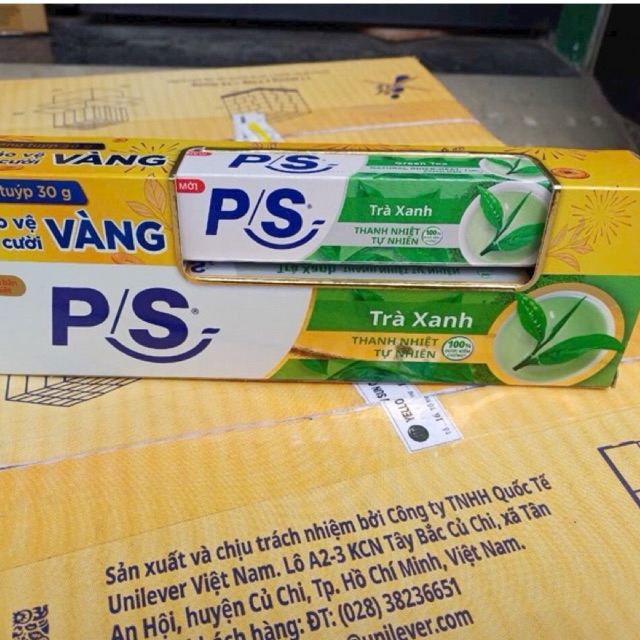 VÀNG
P/S
Green Tea
tuýp 30 g
MỚI
P/S
Trà Xanh
THANH NHIỆT
TỰ NHIÊN
100%
cười VÀNG
P/S
Trà Xanh
THANH NHIỆT
TỰ NHIÊN
100%
YELLO
Sản xuất và chịu trách nhiệm bởi Công ty TNHH Quốc Tế
Unilever Việt Nam. Lô A2-3 KCN Tây Bắc Củ Chi, xã Tân
An Hội, huyện Củ Chi, Tp. Hồ Chí Minh, Việt Nam.
khách hàng: ĐT: (028) 38236651
@unilever.com